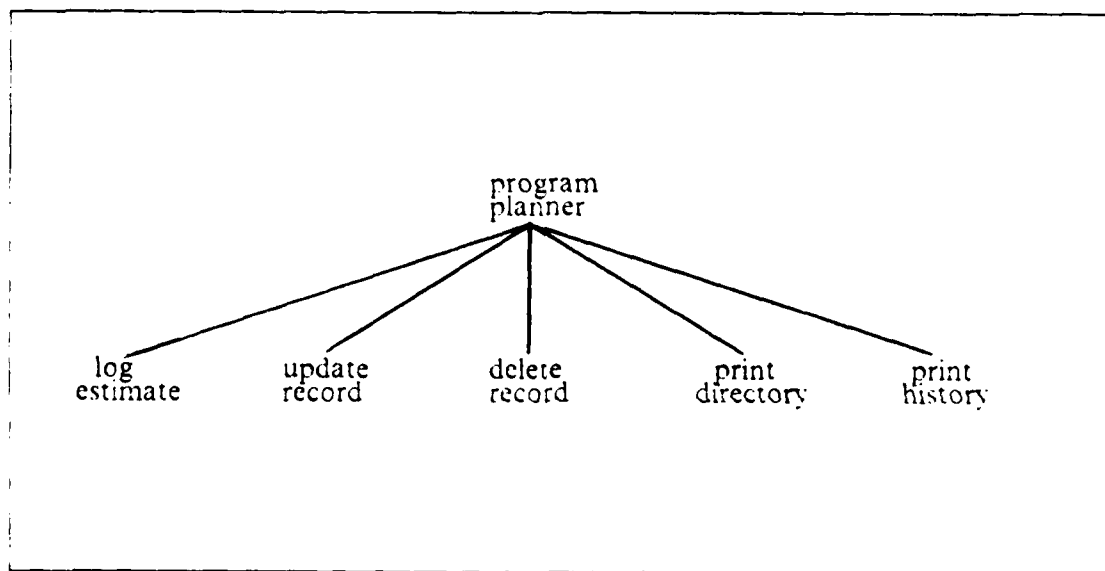 program
planner
log
estimate
update
record
delete
record
print
directory
print
history